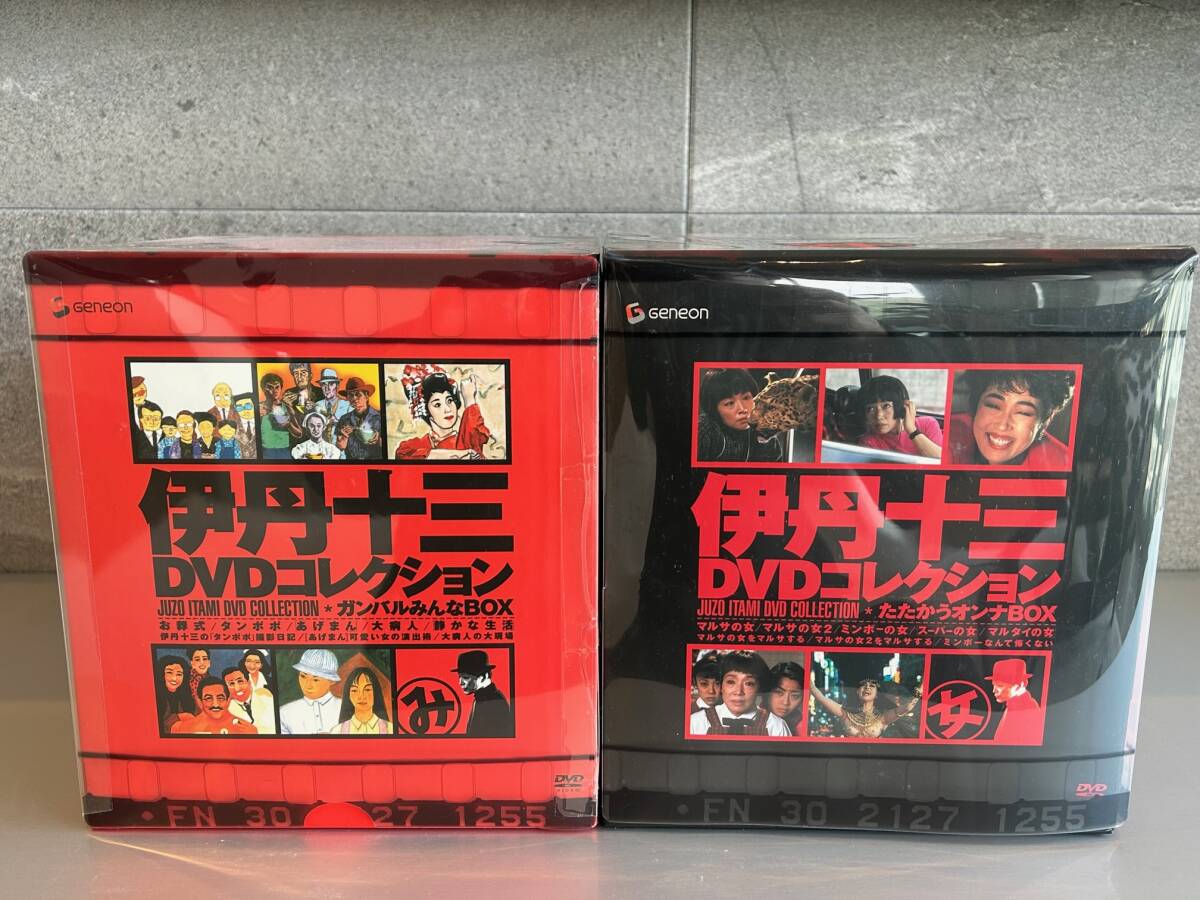 Geneon
伊丹十三
DVDコレクション
JUZO ITAMI DVD COLLECTION ★ ガンバルみんなBOX
お葬式/タンポポ/あげまん/大病人/静かな生活
伊丹十三の「タンポポ」撮影日記/[あげまん]可愛い女の演出術/大病人の大現場
み
DVD
VIDEO
FN 30 27 1255
Geneon
伊丹十三
DVDコレクション
JUZO ITAMI DVD COLLECTION ★ たたかうオンナBOX
マルサの女/マルサの女2/ミンボーの女/スーパーの女/マルタイの女
マルサの女をマルサする/マルサの女2をマルサする/ミンボーなんて怖くない
女
DVD
FN 30 2127 1255